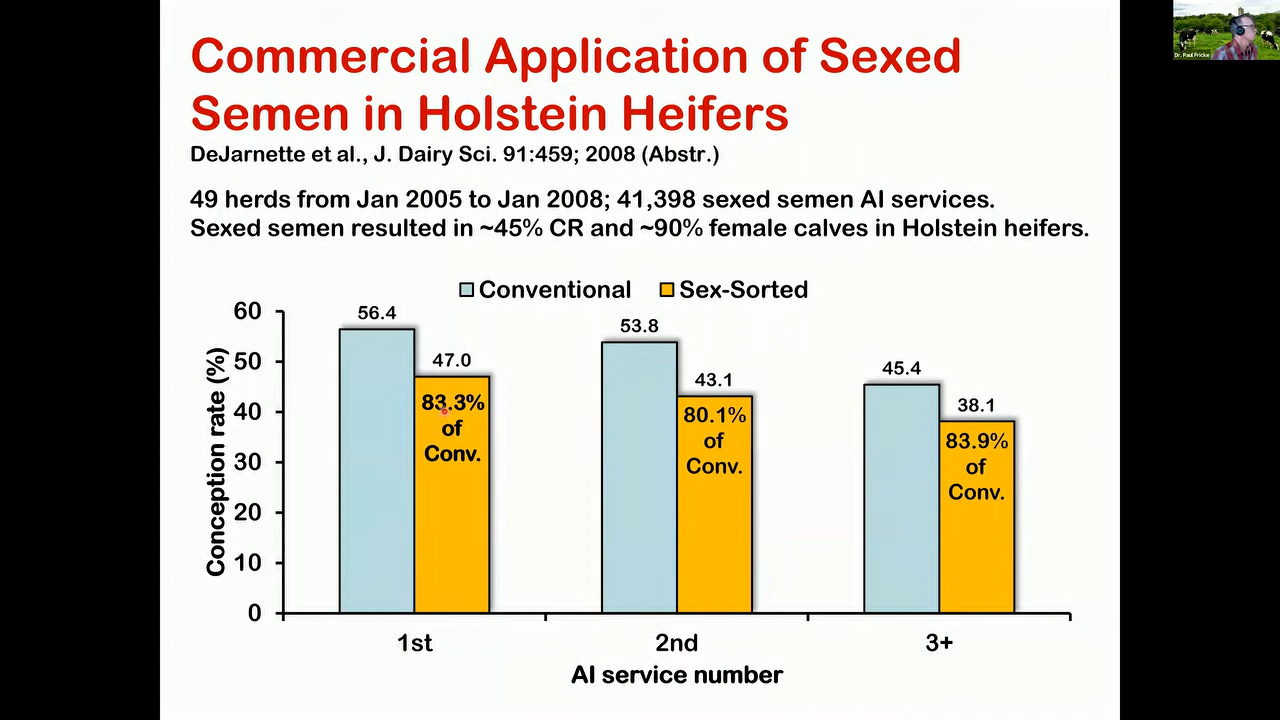 Commercial Application of Sexed
Semen in Holstein Heifers
DeJarnette et al., J. Dairy Sci. 91:459; 2008 (Abstr.)
49 herds from Jan 2005 to Jan 2008; 41,398 sexed semen AI services.
Sexed semen resulted in ~45% CR and ~90% female calves in Holstein heifers.
Conventional
Sex-Sorted
Conception rate (%)
60
50
40
30
20
10
0
56.4
47.0
83.3%
of
Conv.
53.8
43.1
80.1%
of
Conv.
45.4
38.1
83.9%
of
Conv.
1st
2nd
3+
AI service number
Dr. Paul Fricke